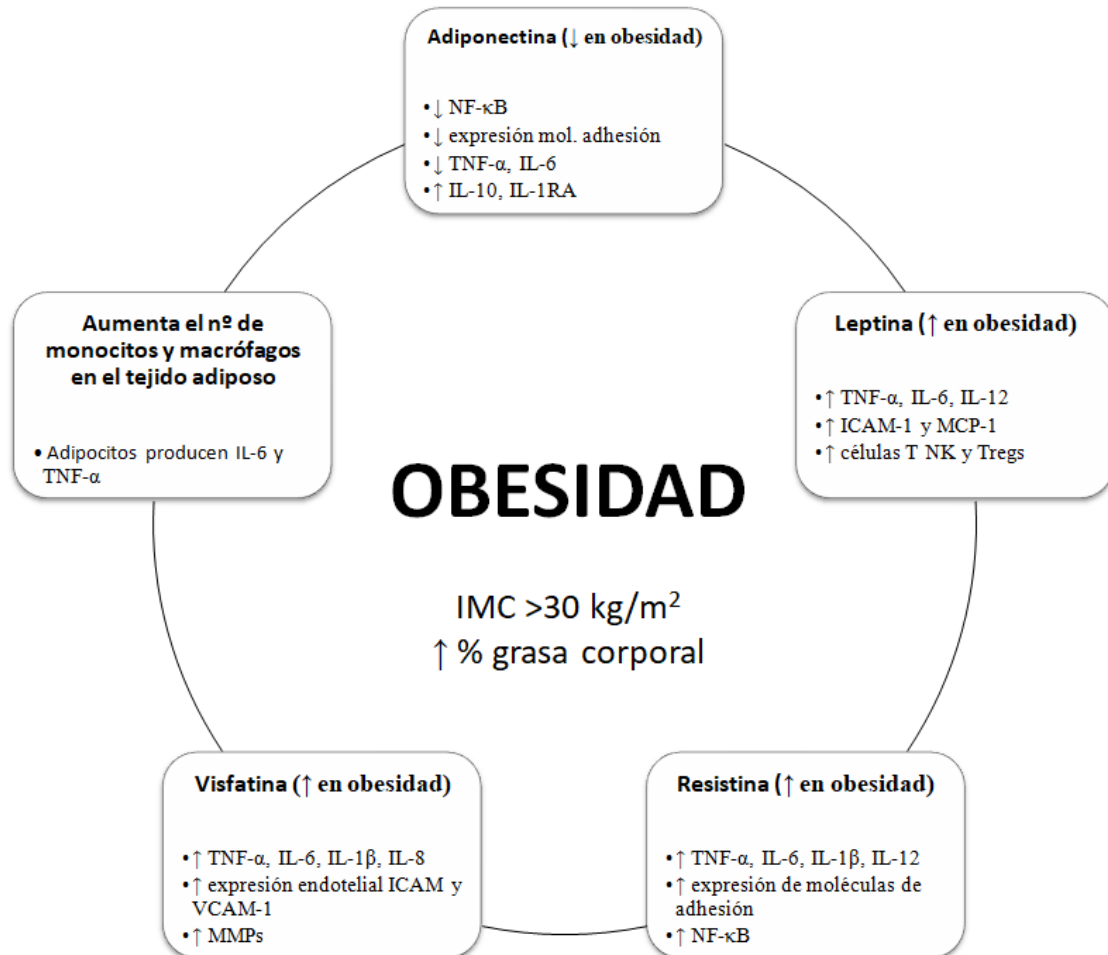 Adiponectina (↓ en obesidad)
•↓ NF-κB
•↓ expresión mol. adhesión
•↓ TNF-α, IL-6
•↑ IL-10, IL-1RA
Aumenta el nº de
monocitos y macrófagos
en el tejido adiposo
• Adipocitos producen IL-6 y
TNF-α
Leptina (↑ en obesidad)
•↑ TNF-α, IL-6, IL-12
•↑ ICAM-1 y MCP-1
•↑ células T NK y Tregs
OBESIDAD
IMC >30 kg/m²
↑ % grasa corporal
Visfatina (↑ en obesidad)
•↑ TNF-α, IL-6, IL-1β, IL-8
•↑ expresión endotelial ICAM y
VCAM-1
•↑ MMPs
Resistina (↑ en obesidad)
•↑ TNF-α, IL-6, IL-1β, IL-12
•↑ expresión de moléculas de
adhesión
•↑ NF-κB